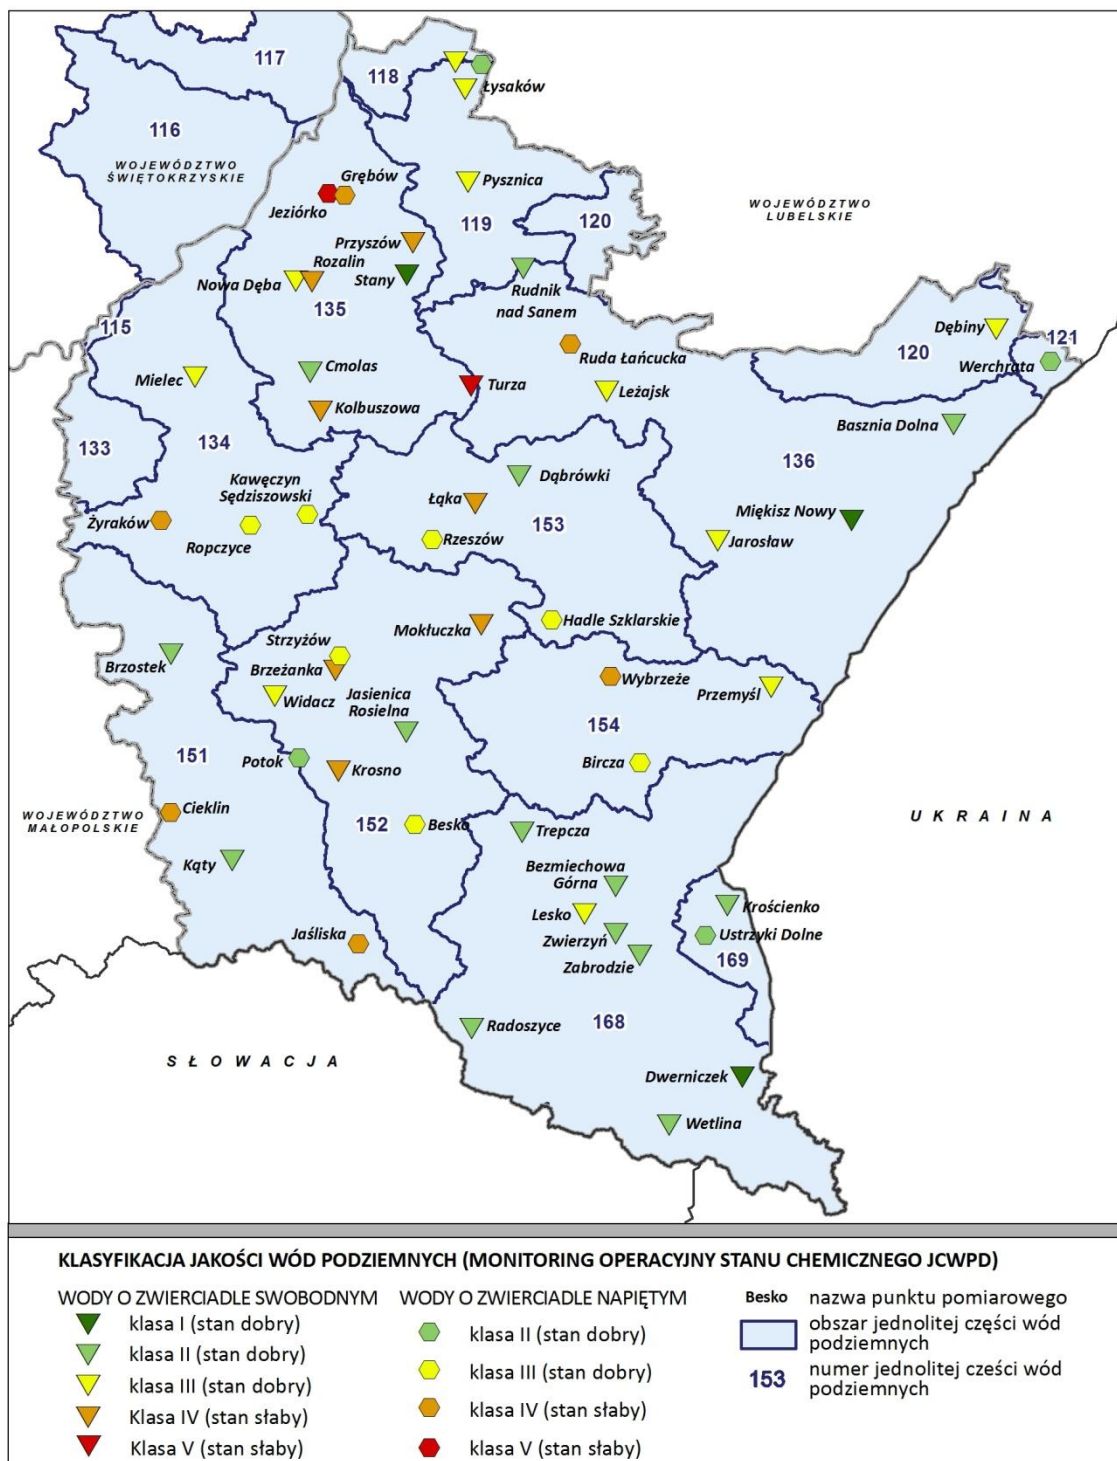 117
118
Łysaków
116
WOJEWÓDZTWO
ŚWIĘTOKRZYSKIE
Grębów
Jeziórko
Pysznica
WOJEWÓDZTWO
LUBELSKIE
119
120
Przyszów
Rozalin
Stany
Nowa Dęba
135
Rudnik
nad Sanem
115
Dębiny
121
120
Werchrata
Ruda Łańcucka
Mielec
Cmolas
Turza
Leżajsk
Kolbuszowa
Basznia Dolna
133
134
136
Kawęczyn
Sędziszowski
Dąbrówki
Łąka
Żyraków
Ropczyce
153
Rzeszów
Miękisz Nowy
Jarosław
Hadle Szklarskie
Mokłuczka
Strzyżów
Brzostek
Brzeżanka
Widacz
Jasienica
Rosielna
Wybrzeże
Przemyśl
154
151
Potok
Krosno
Bircza
Cieklin
WOJEWÓDZTWO
MAŁOPOLSKIE
152
Besko
Trepcza
UKRAINA
Kąty
Bezmiechowa
Górna
Lesko
Krościenko
Zwierzyń
Ustrzyki Dolne
Jaśliska
Zabrodzie
169
Radoszyce
168
SŁOWACJA
Dwerniczek
Wetlina
KLASYFIKACJA JAKOŚCI WÓD PODZIEMNYCH (MONITORING OPERACYJNY STANU CHEMICZNEGO JCWPD)
WODY O ZWIERCIADLE SWOBODNYM
klasa I (stan dobry)
klasa II (stan dobry)
klasa III (stan dobry)
Klasa IV (stan słaby)
Klasa V (stan słaby)
WODY O ZWIERCIADLE NAPIĘTYM
klasa II (stan dobry)
klasa III (stan dobry)
klasa IV (stan słaby)
klasa V (stan słaby)
Besko nazwa punktu pomiarowego
obszar jednolitej części wód
podziemnych
153 numer jednolitej cześci wód
podziemnych